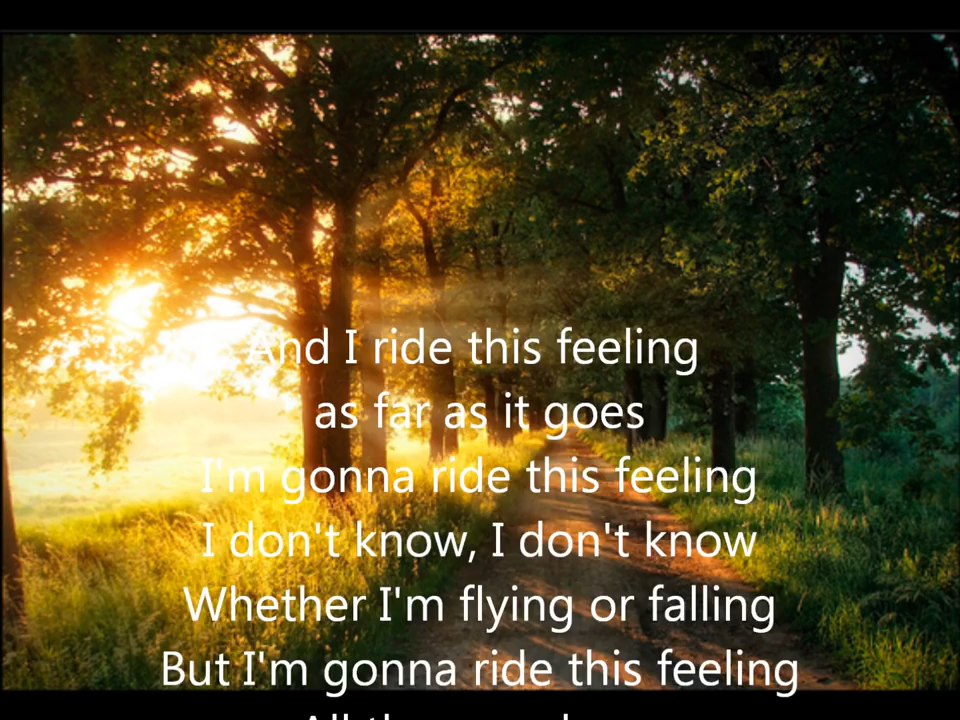 And I ride this feeling
as far as it goes
I'm gonna ride this feeling
I don't know, I don't know
Whether I'm flying or falling
But I'm gonna ride this feeling